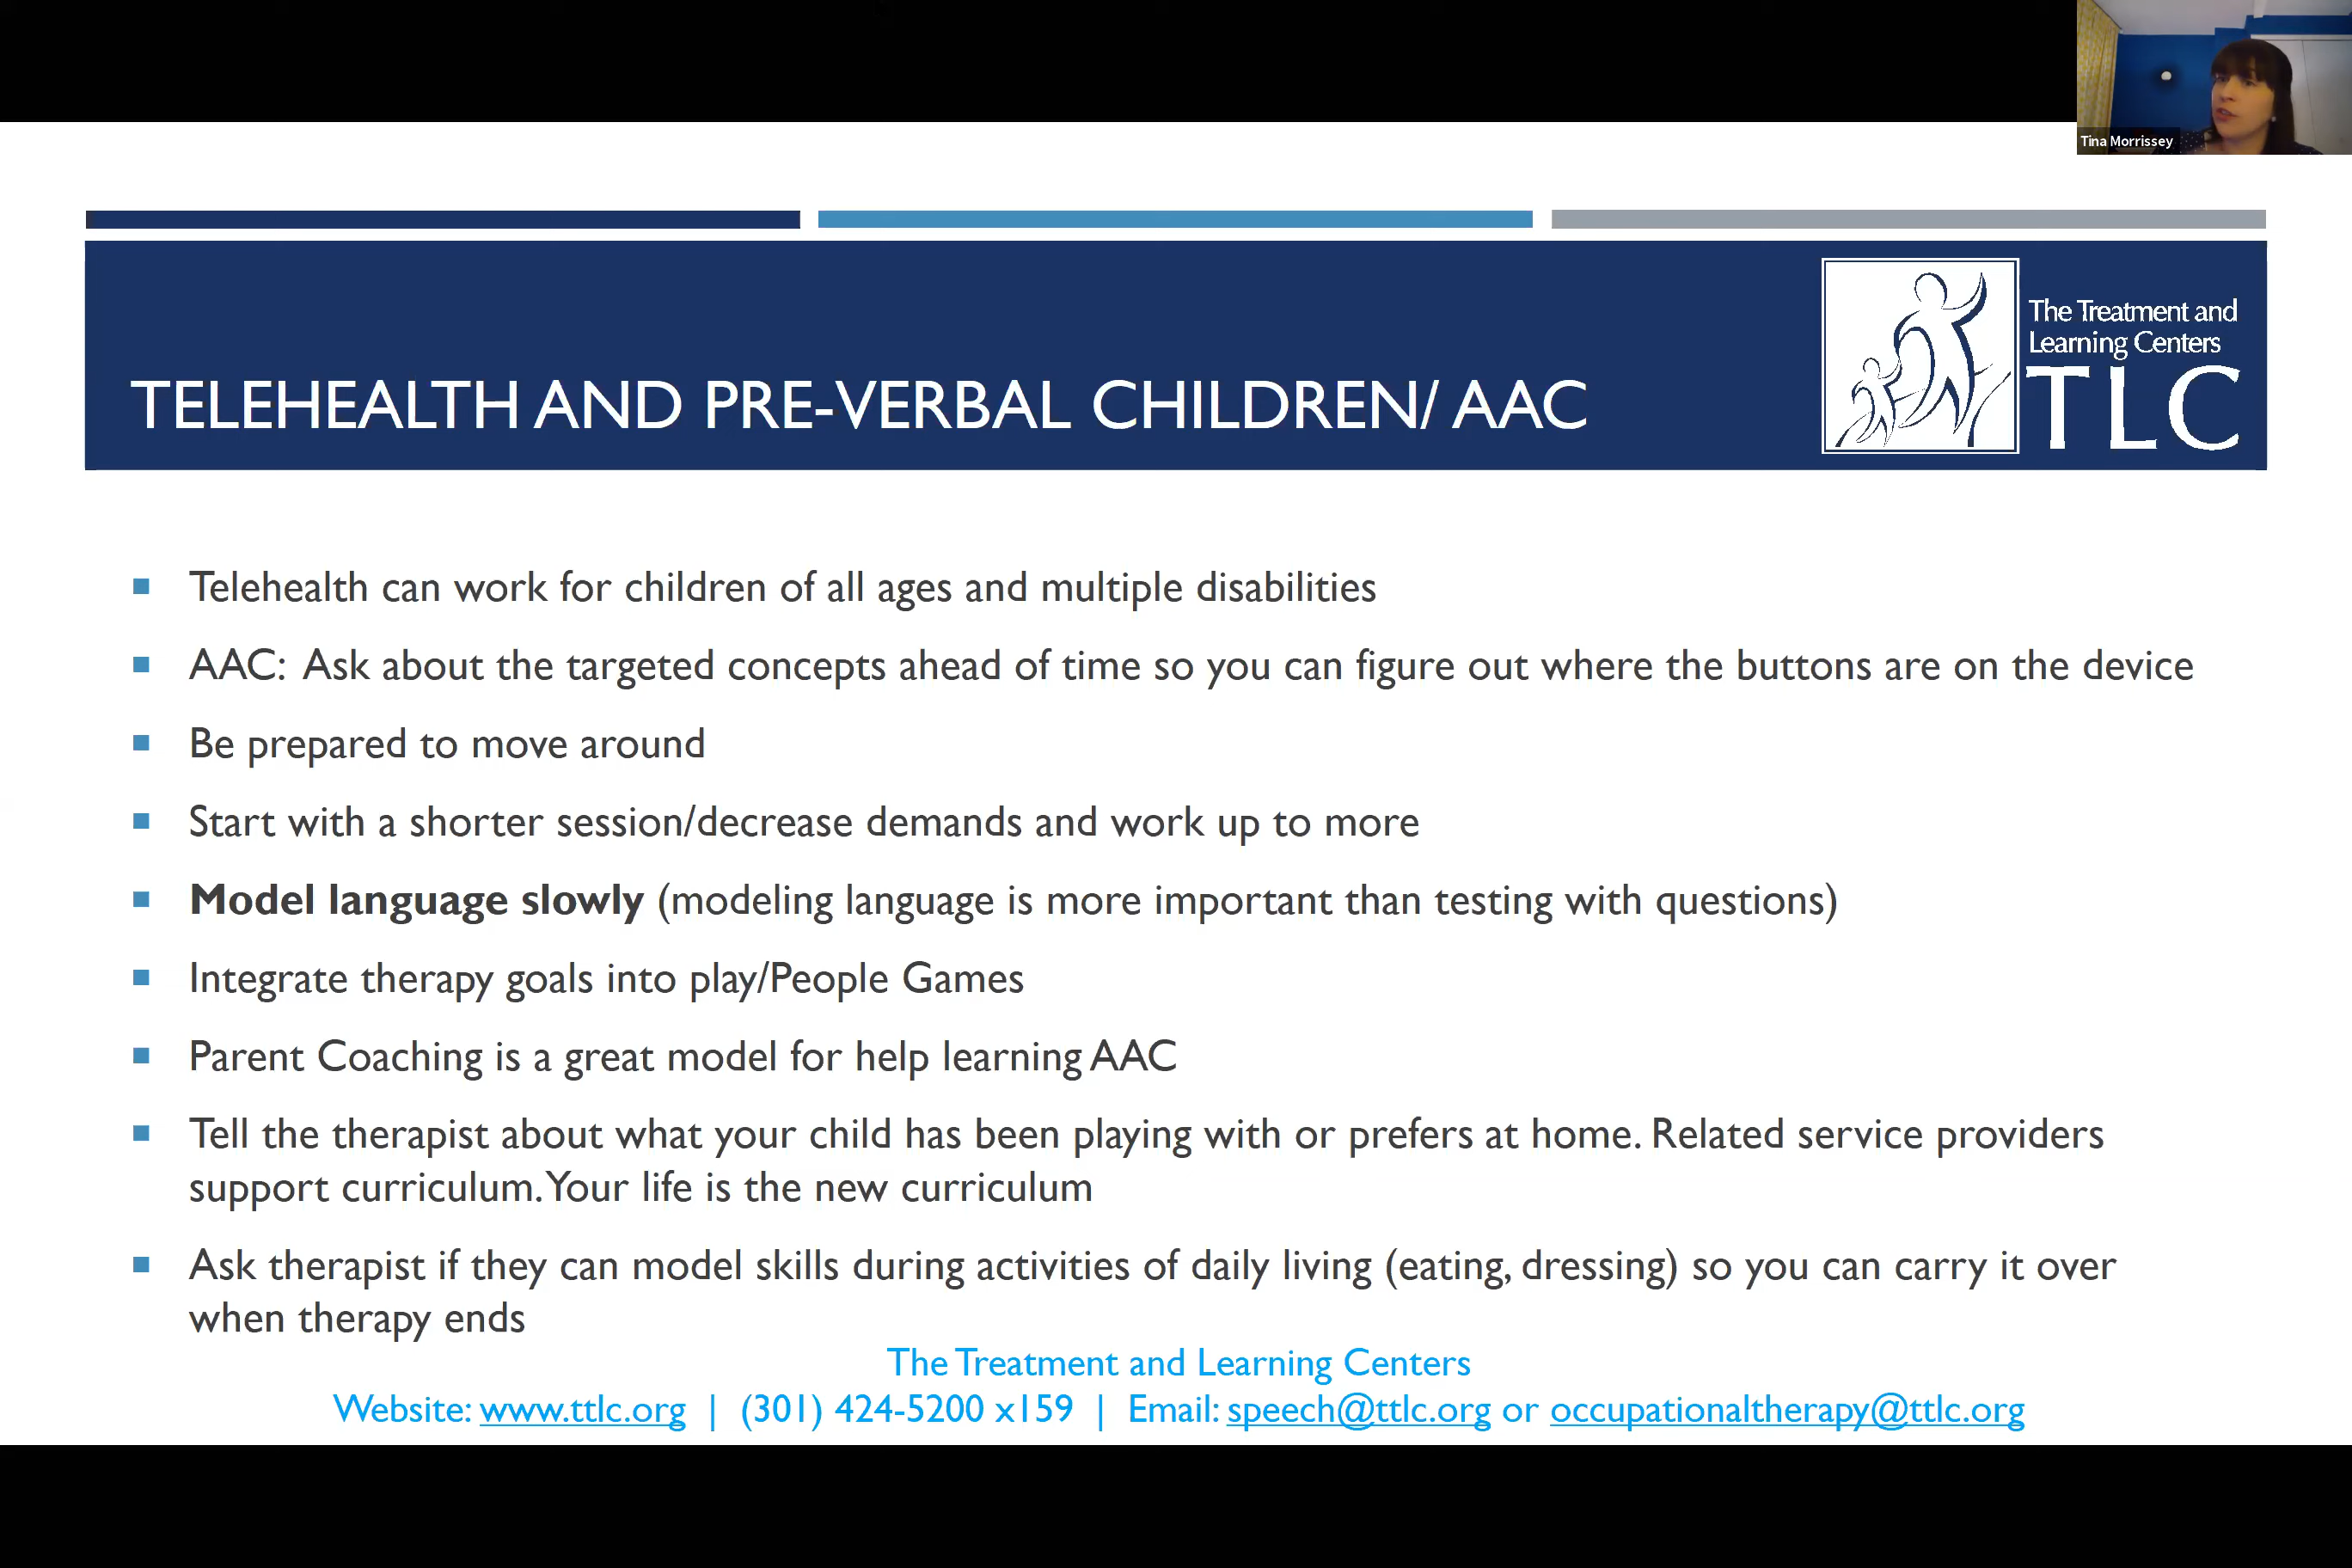 Tina Morrissey
The Treatment and
Learning Centers
TLC
TELEHEALTH AND PRE-VERBAL CHILDREN/ AAC
Telehealth can work for children of all ages and multiple disabilities
AAC: Ask about the targeted concepts ahead of time so you can figure out where the buttons are on the device
Be prepared to move around
Start with a shorter session/decrease demands and work up to more
Model language slowly (modeling language is more important than testing with questions)
Integrate therapy goals into play/People Games
Parent Coaching is a great model for help learning AAC
Tell the therapist about what your child has been playing with or prefers at home. Related service providers
support curriculum. Your life is the new curriculum
Ask therapist if they can model skills during activities of daily living (eating, dressing) so you can carry it over
when therapy ends
The Treatment and Learning Centers
Website: www.ttlc.org | (301) 424-5200 x159 | Email: speech@ttlc.org or occupationaltherapy@ttlc.org